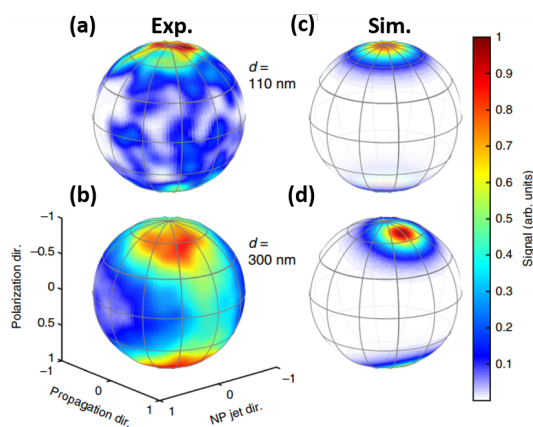 (a) Exp.
(c) Sim.
d =
110 nm
(b)
(d)
d =
300 nm
Polarization dir.
−1
−0.5
0
0.5
1
Propagation dir.
−1
0
1
NP jet dir.
1
0
−1
Signal (arb. units)
1
0.9
0.8
0.7
0.6
0.5
0.4
0.3
0.2
0.1